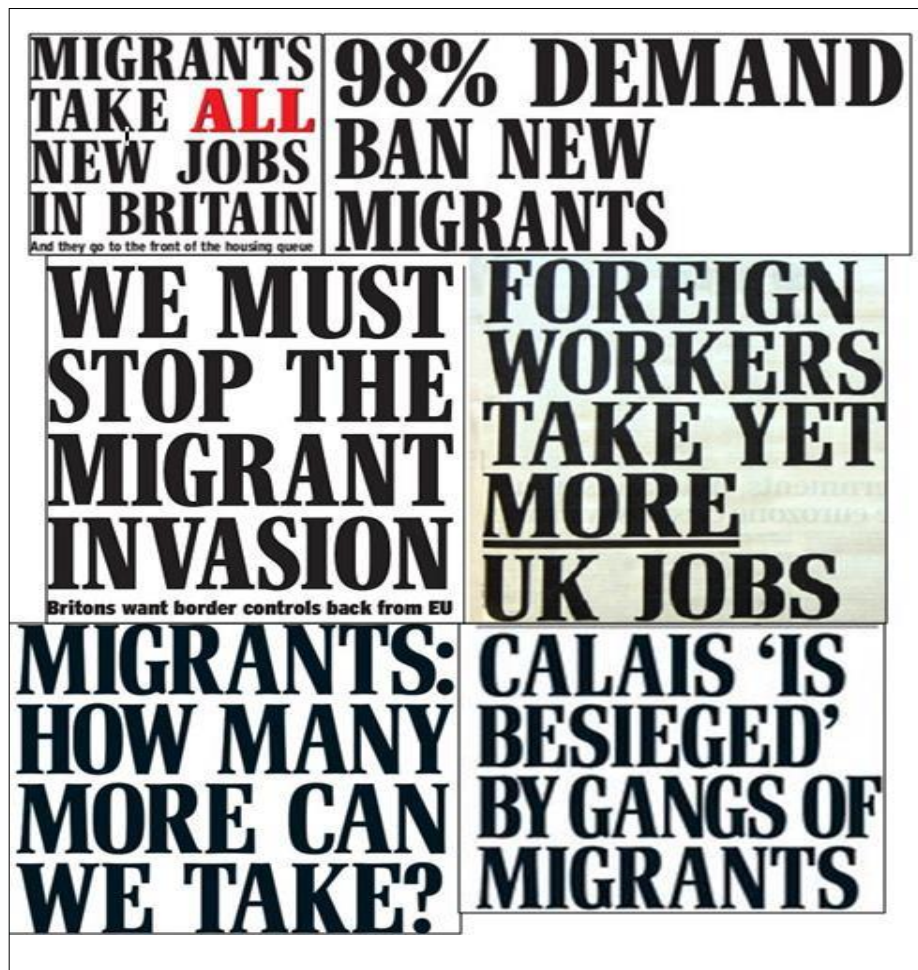 MIGRANTS
TAKE ALL
NEW JOBS
IN BRITAIN
And they go to the front of the housing queue
98% DEMAND
BAN NEW
MIGRANTS
WE MUST
STOP THE
MIGRANT
INVASION
Britons want border controls back from EU
FOREIGN
WORKERS
TAKE YET
MORE
UK JOBS
MIGRANTS:
HOW MANY
MORE CAN
WE TAKE?
CALAIS ‘IS
BESIEGED’
BY GANGS OF
MIGRANTS